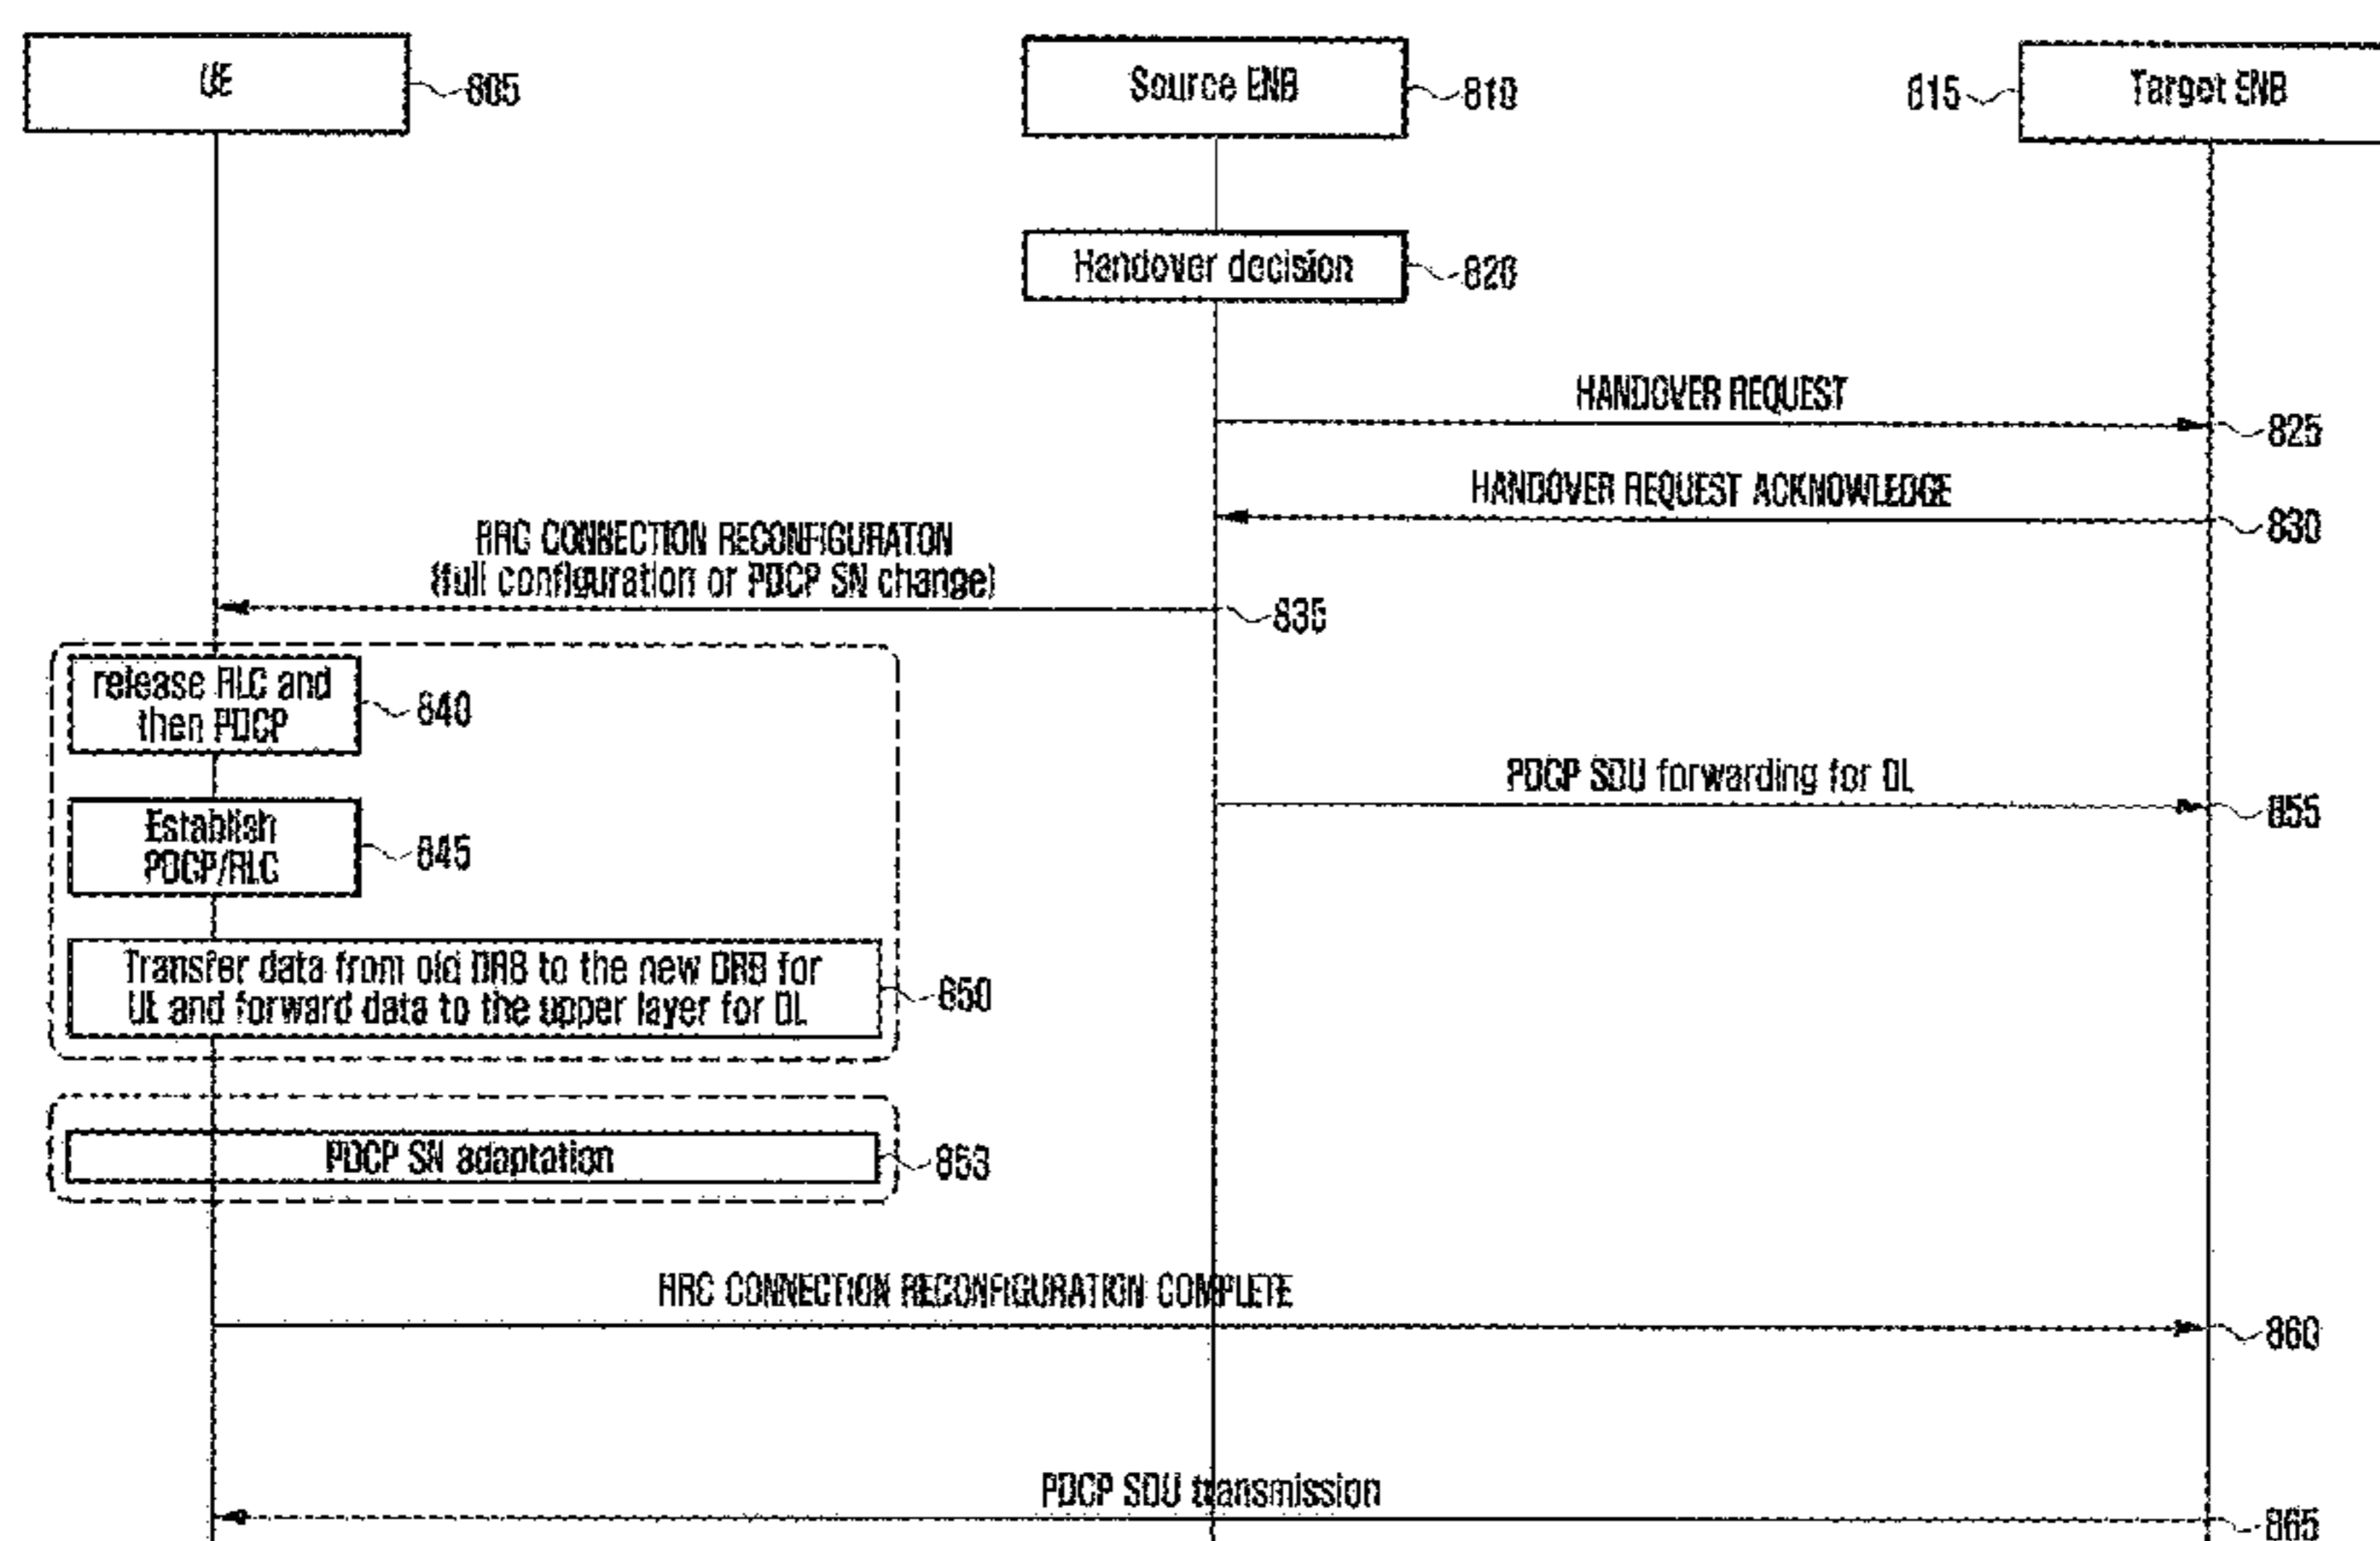 UE
805
Source ENB
810
815
Target ENB
Handover decision
820
HANDOVER REQUEST
825
HANDOVER REQUEST ACKNOWLEDGE
830
RRC CONNECTION RECONFIGURATON
(full configuration or PDCP SN change)
835
release RLC and
then PDCP
840
PDCP SDU forwarding for DL
855
Establish
PDCP/RLC
845
Transfer data from old DRB to the new DRB for
UL and forward data to the upper layer for DL
850
PDCP SN adaptation
853
RRC CONNECTION RECONFIGURATION COMPLETE
860
PDCP SDU transmission
865